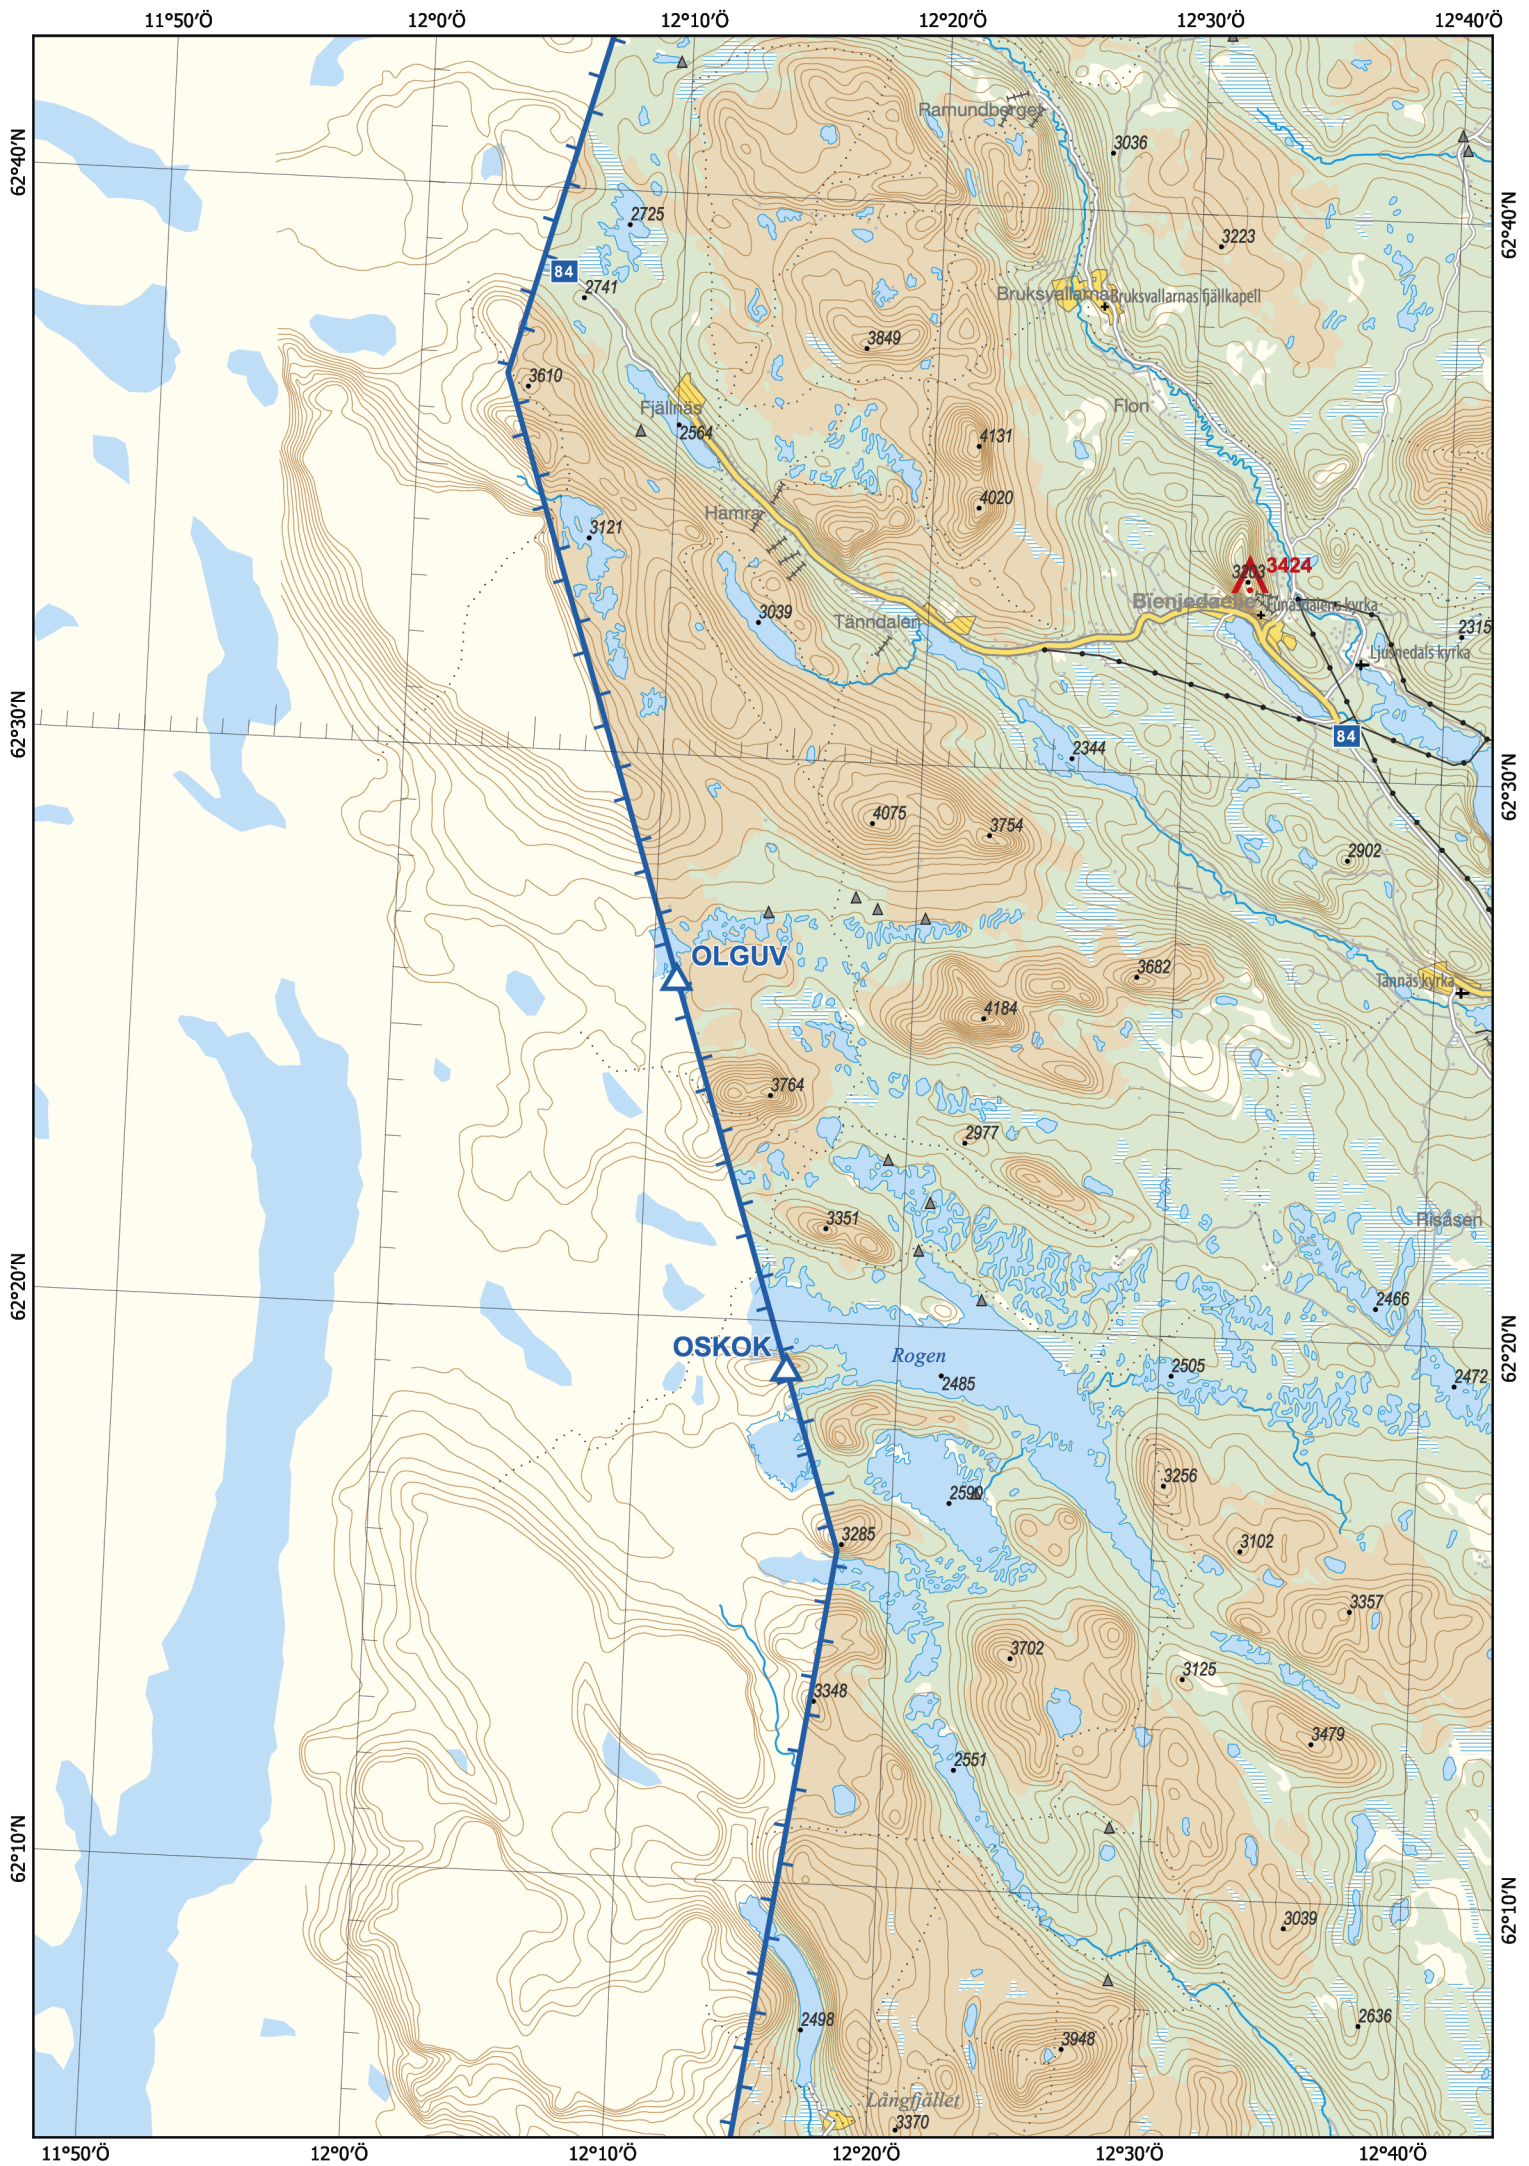 11°50′Ö 12°0′Ö 12°10′Ö 12°20′Ö 12°30′Ö 12°40′Ö
Ramundberget
3036
62°40′N
62°40′N
2725
3223
84
2741
Bruksvallarna
Bruksvallarnas fjällkapell
3849
3610
Fjällnäs
2564
Flon
4131
4020
Hamra
3121
3424
3203
Bïenjedaelie
Funäsdalens kyrka
3039
Tänndalen
2315
Ljusnedals kyrka
62°30′N
84
2344
62°30′N
4075
3754
2902
OLGUV
3682
Tännäs kyrka
4184
3764
2977
3351
Risåsen
62°20′N
2466
OSKOK
Rogen
62°20′N
2505
2485
2472
3256
2590
3285
3102
3357
3702
3125
3348
3479
2551
62°10′N
62°10′N
3039
2498
2636
3948
Långfjället
3370
11°50′Ö 12°0′Ö 12°10′Ö 12°20′Ö 12°30′Ö 12°40′Ö